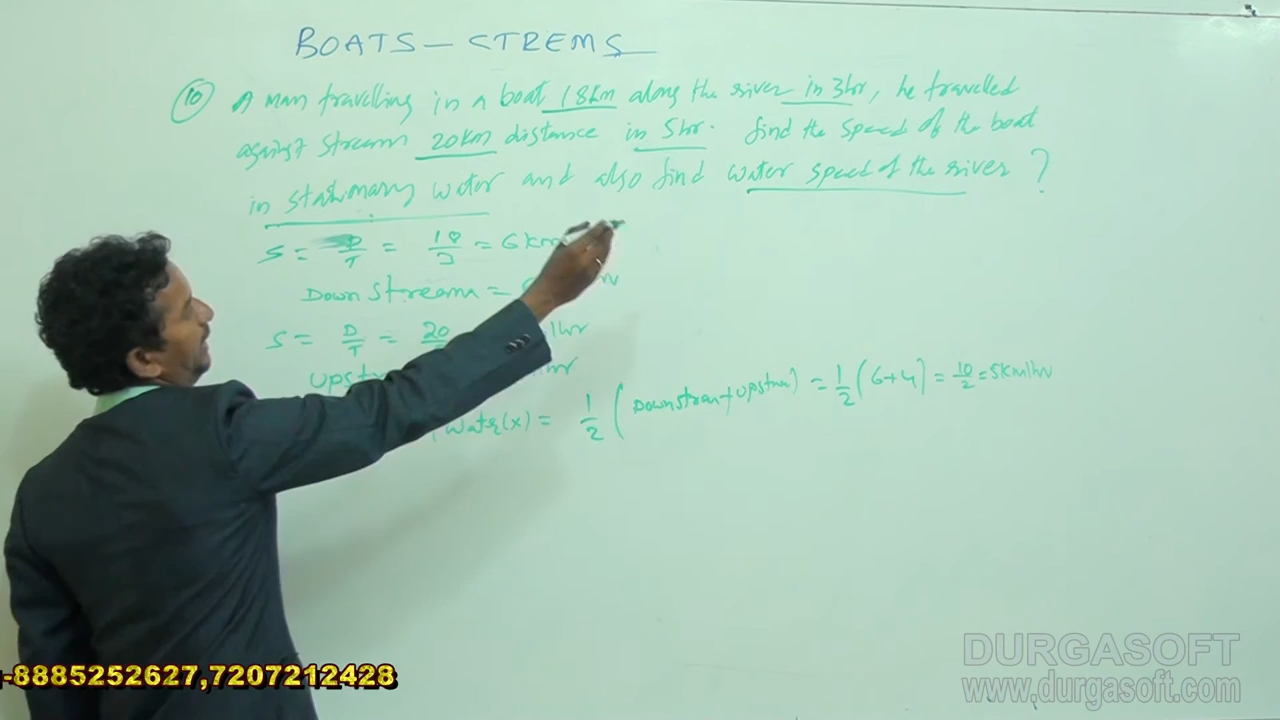 BOATS - STREMS
10 A man travelling in a boat 18km along the river in 3hr, he travelled
against stream 20km distance in 5hr. find the speed of the boat
in stationary water and also find water speed of the river ?
S = D/T = 18/3 = 6km
Down stream =
S = D/T = 20 lhr
Upst hr
Water(x) = 1/2 (Downstream + upstream) = 1/2 (6+4) = 10/2 = 5km/hr
-8885252627,7207212428
DURGASOFT
www.durgasoft.com